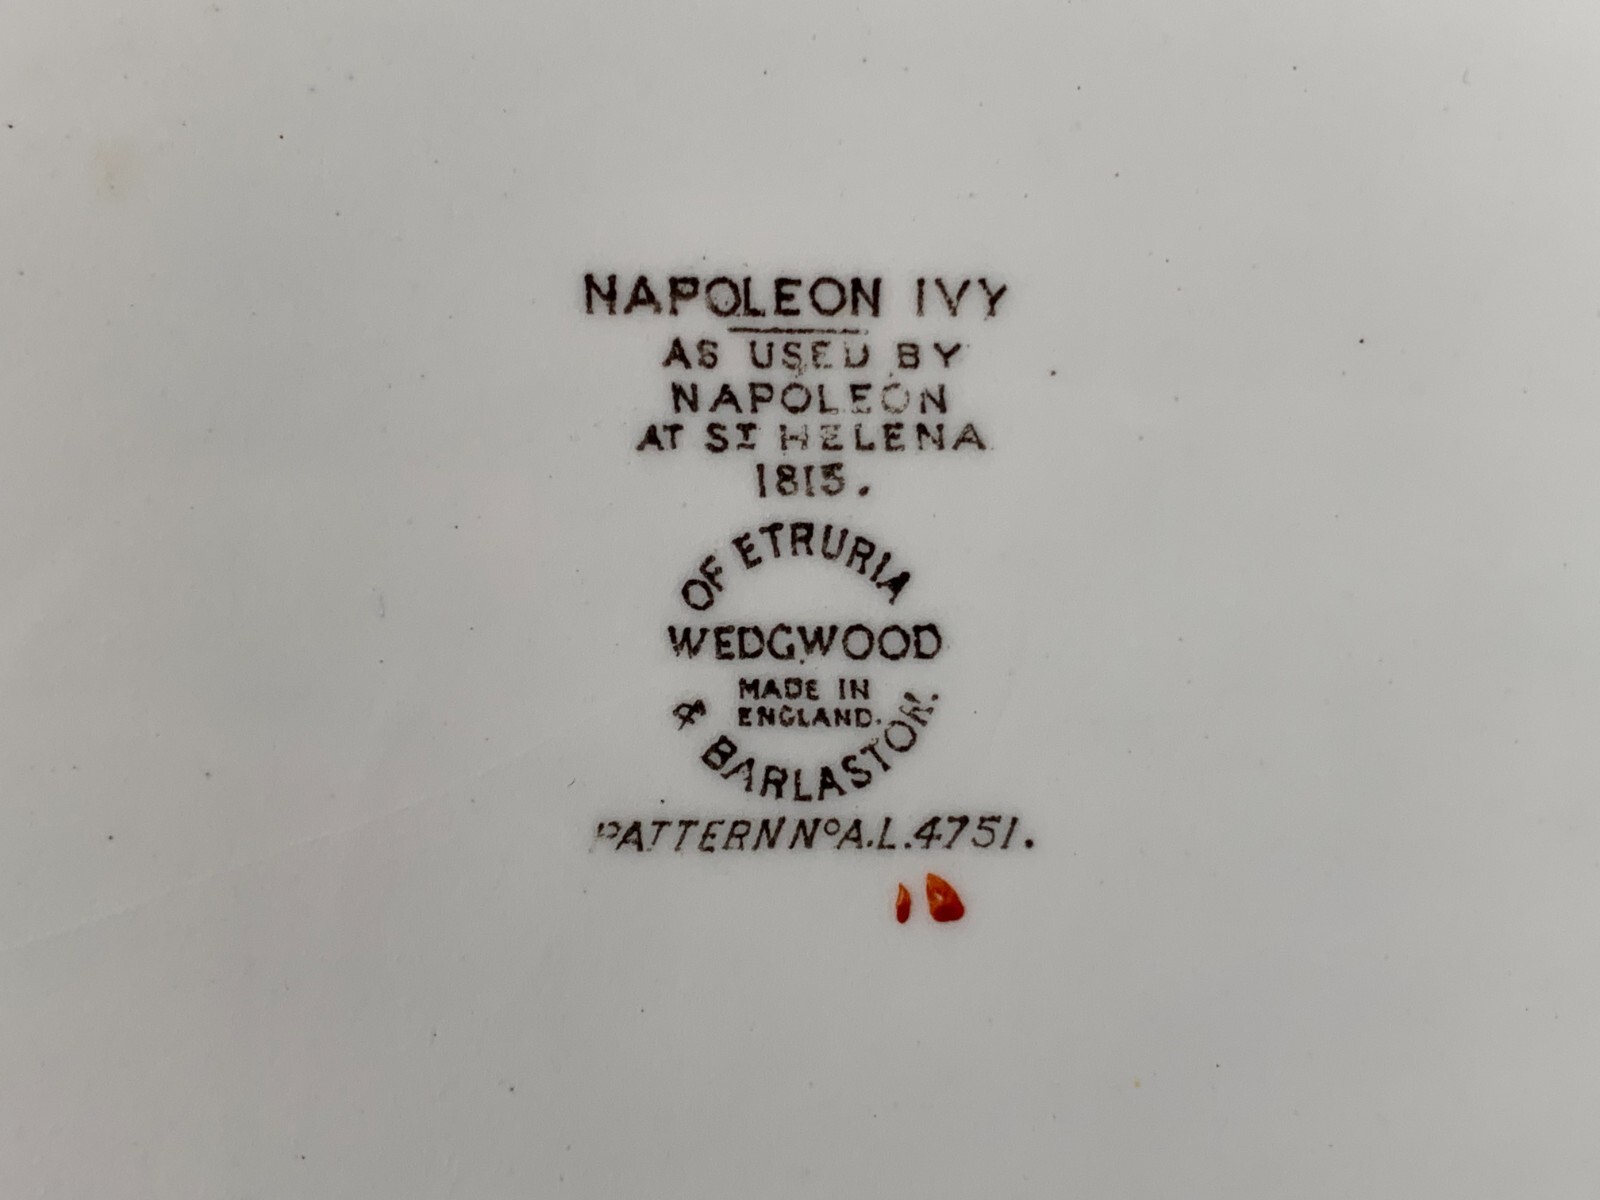 NAPOLEON IVY
AS USED BY
NAPOLEON
AT ST HELENA
1815.
OF ETRURIA
WEDGWOOD
MADE IN
ENGLAND.
& BARLASTON.
PATTERN No A.L.4751.